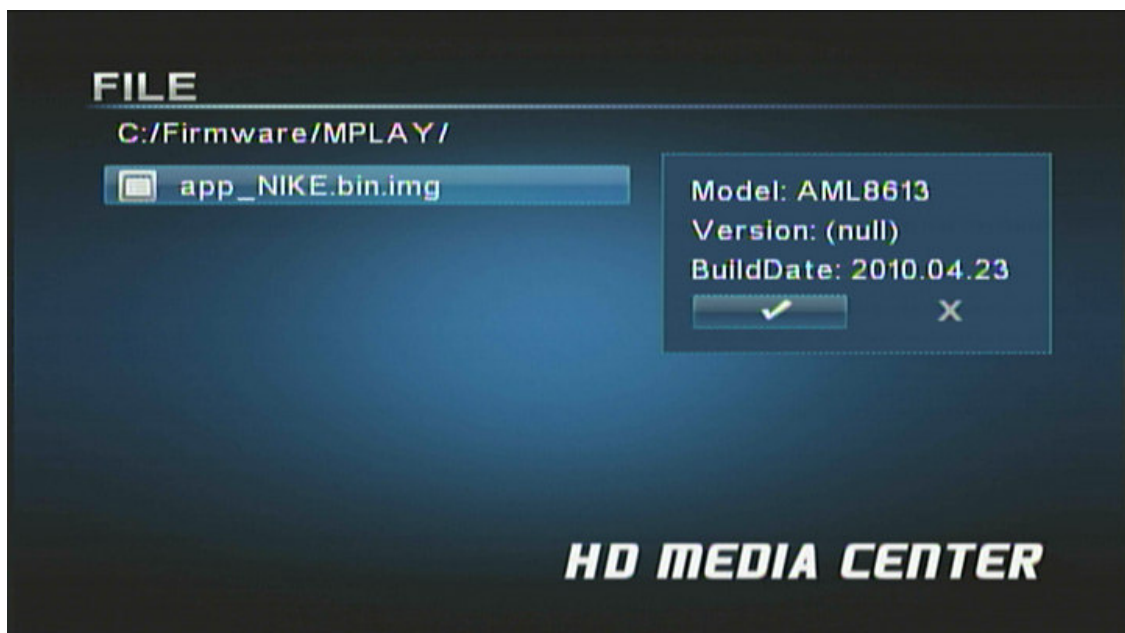 FILE
C:/Firmware/MPLAY/
app_NIKE.bin.img
Model: AML8613
Version: (null)
BuildDate: 2010.04.23
HD MEDIA CENTER